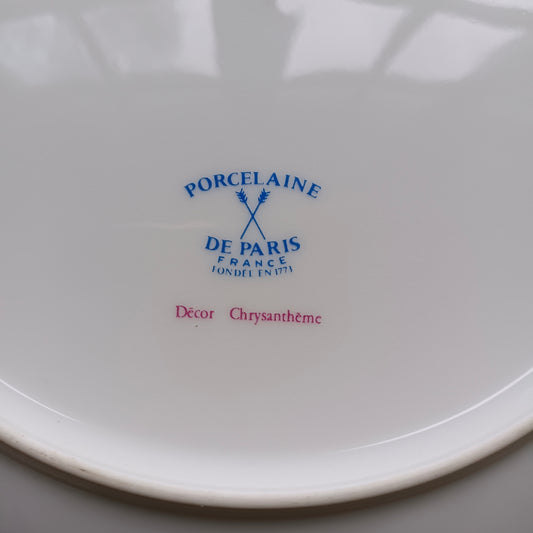 PORCELAINE
DE PARIS
FRANCE
FONDÉE EN 1773
Décor Chrysanthème